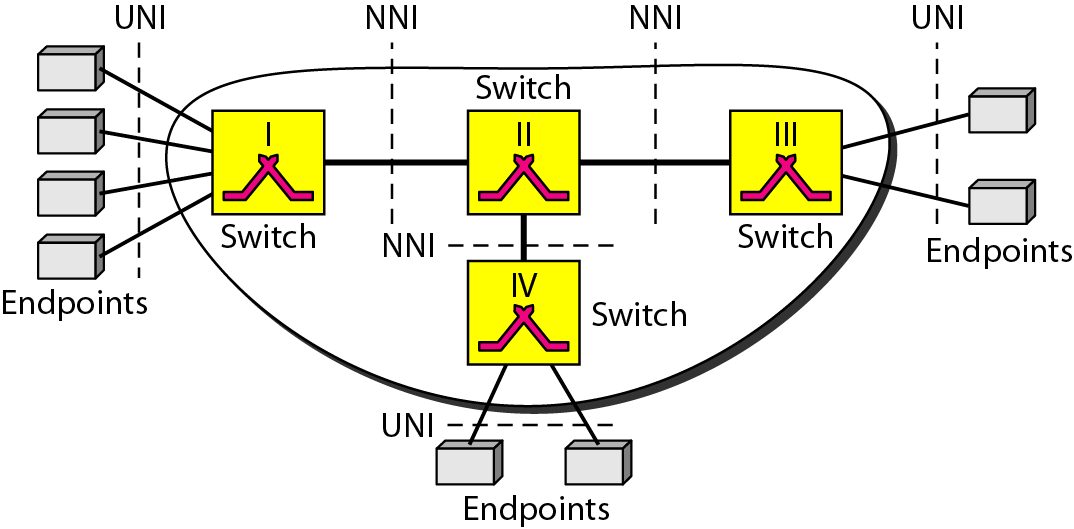 UNI
NNI
NNI
UNI
Switch
I
II
III
Switch
Switch
NNI
Endpoints
Endpoints
IV
Switch
UNI
Endpoints